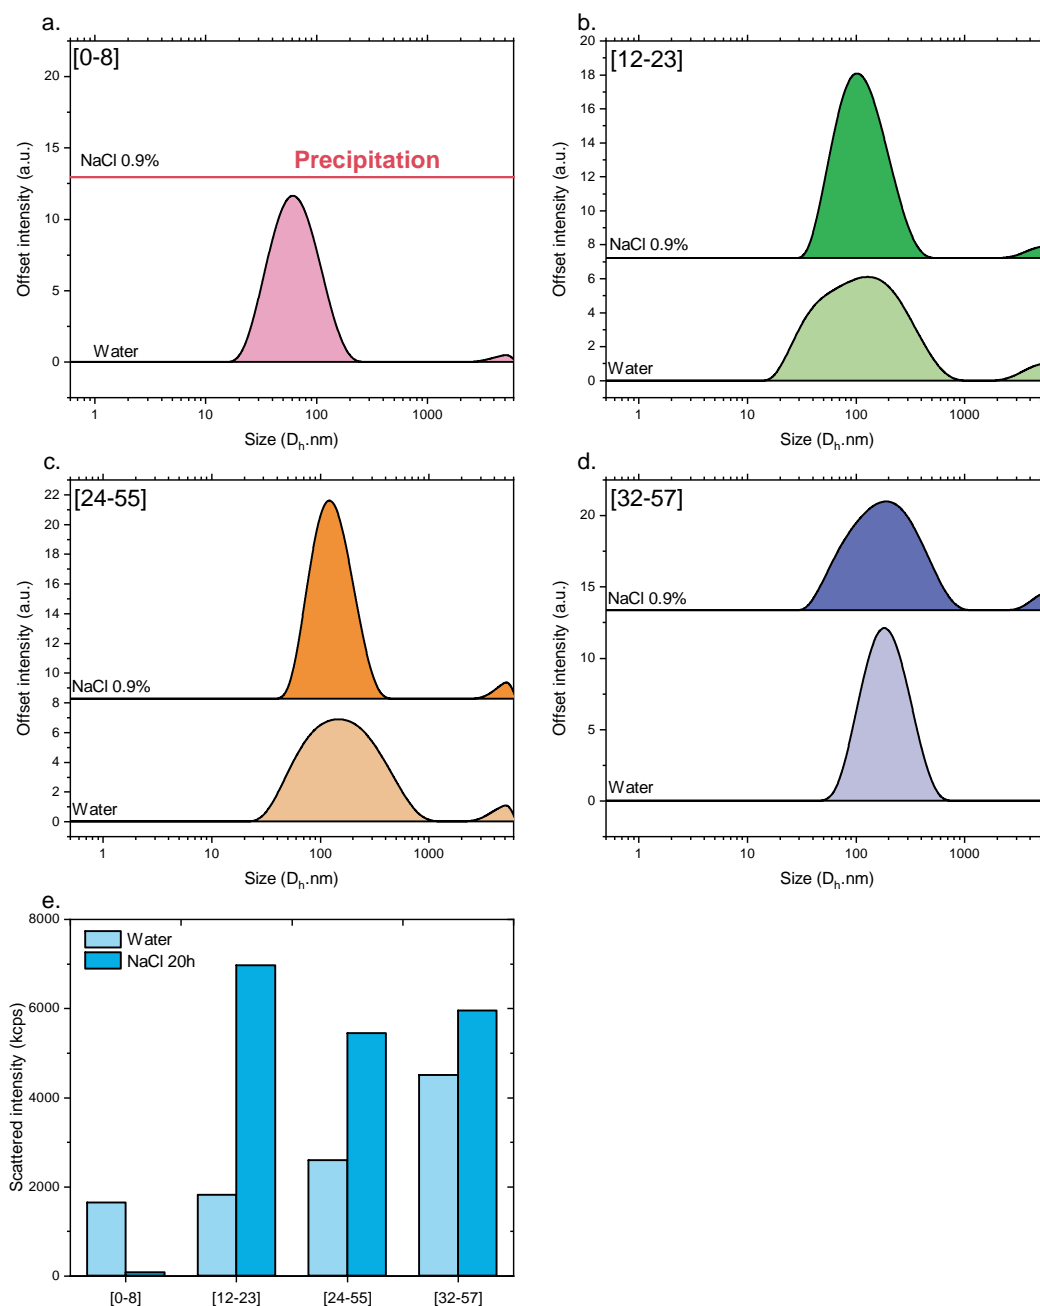 a.
[0-8]
20
15
10
5
0
NaCl 0.9%
Precipitation
Water
Offset intensity (a.u.)
1
10
100
1000
Size (Dh.nm)
b.
[12-23]
20
18
16
14
12
10
8
6
4
2
0
NaCl 0.9%
Water
Offset intensity (a.u.)
1
10
100
1000
Size (Dh.nm)
c.
[24-55]
22
20
18
16
14
12
10
8
6
4
2
0
NaCl 0.9%
Water
Offset intensity (a.u.)
1
10
100
1000
Size (Dh.nm)
d.
[32-57]
20
15
10
5
0
NaCl 0.9%
Water
Offset intensity (a.u.)
1
10
100
1000
Size (Dh.nm)
e.
8000
6000
4000
2000
0
Water
NaCl 20h
Scattered intensity (kcps)
[0-8]
[12-23]
[24-55]
[32-57]